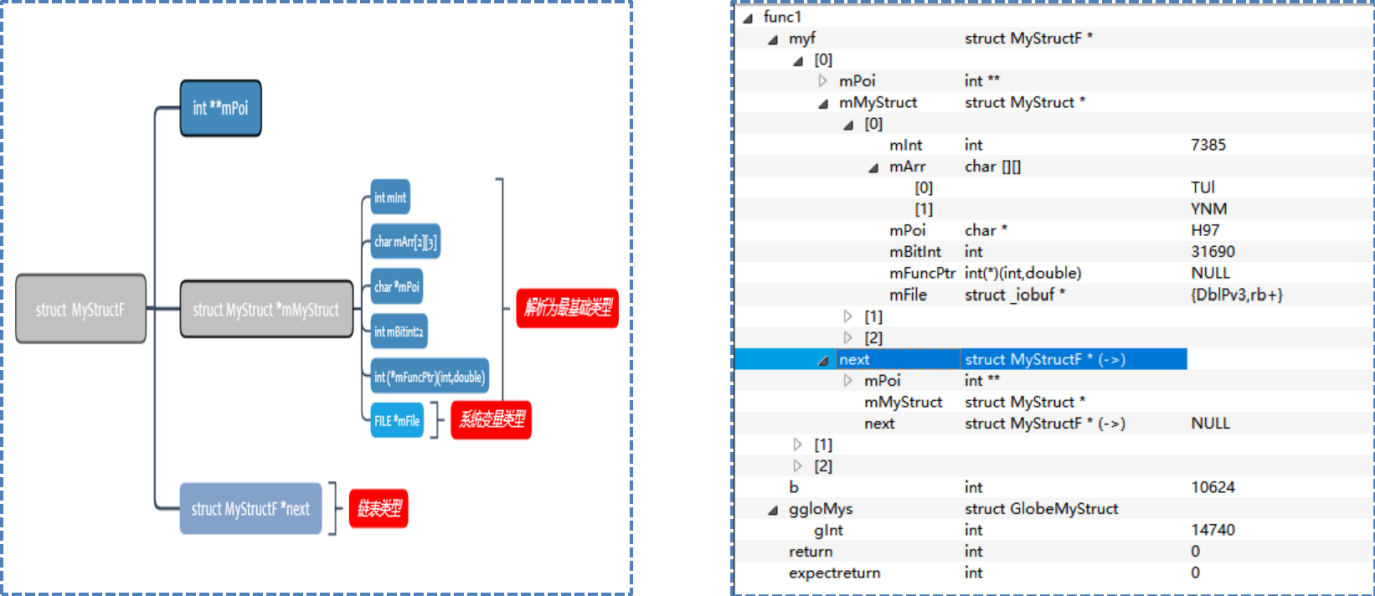 int **mPoi
struct MyStructF
struct MyStruct *mMyStruct
int mInt
char mArr[2][3]
char *mPoi
int mBitint:2
int (*mFuncPtr)(int,double)
FILE *mFile
解析为最基础类型
系统变量类型
struct MyStructF *next
链表类型
func1
myf struct MyStructF *
[0]
mPoi int **
mMyStruct struct MyStruct *
[0]
mInt int 7385
mArr char [][]
[0] TUl
[1] YNM
mPoi char * H97
mBitInt int 31690
mFuncPtr int(*)(int,double) NULL
mFile struct _iobuf * {DblPv3,rb+}
[1]
[2]
next struct MyStructF * (->)
mPoi int **
mMyStruct struct MyStruct *
next struct MyStructF * (->) NULL
[1]
[2]
b int 10624
ggloMys struct GlobeMyStruct
gInt int 14740
return int 0
expectreturn int 0